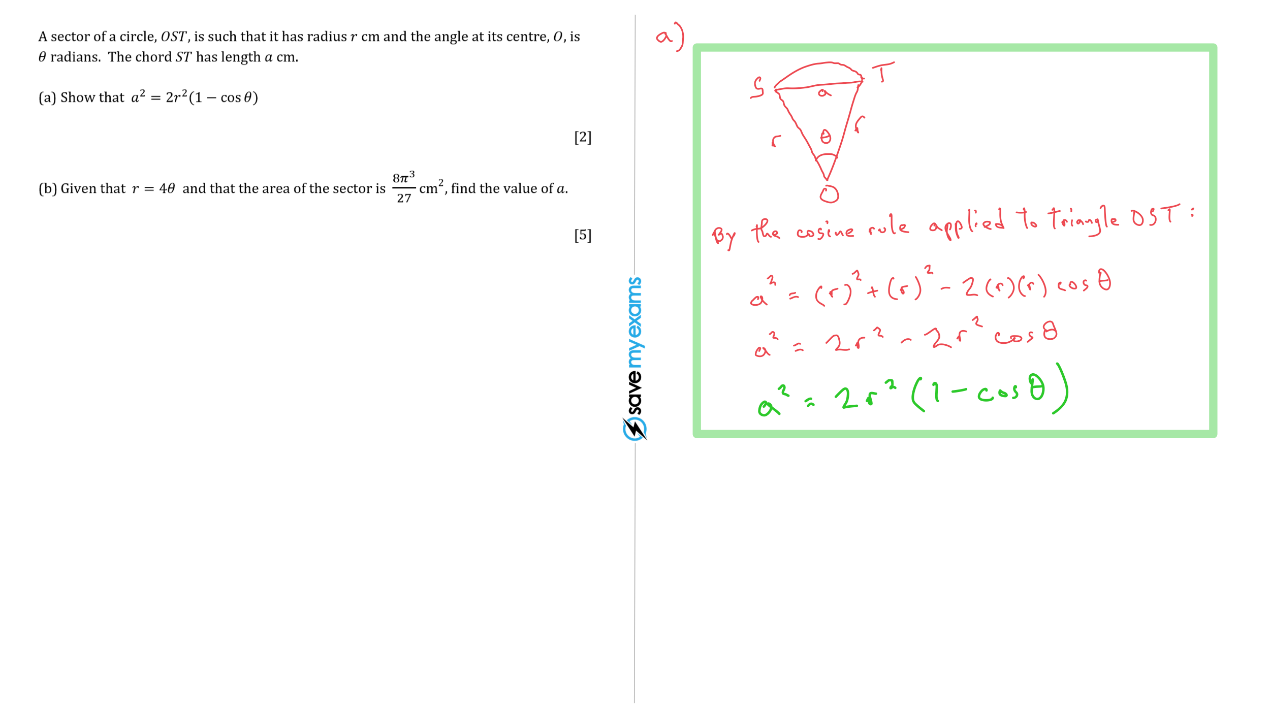 A sector of a circle, OST, is such that it has radius r cm and the angle at its centre, O, is
θ radians. The chord ST has length a cm.
(a) Show that a² = 2r²(1 − cos θ)
[2]
(b) Given that r = 4θ and that the area of the sector is 8π³/27 cm², find the value of a.
[5]
savemyexams
a)
S
T
a
r
θ
r
O
By the cosine rule applied to triangle OST:
a² = (r)² + (r)² − 2(r)(r) cos θ
a² = 2r² − 2r² cos θ
a² = 2r² (1 − cos θ)